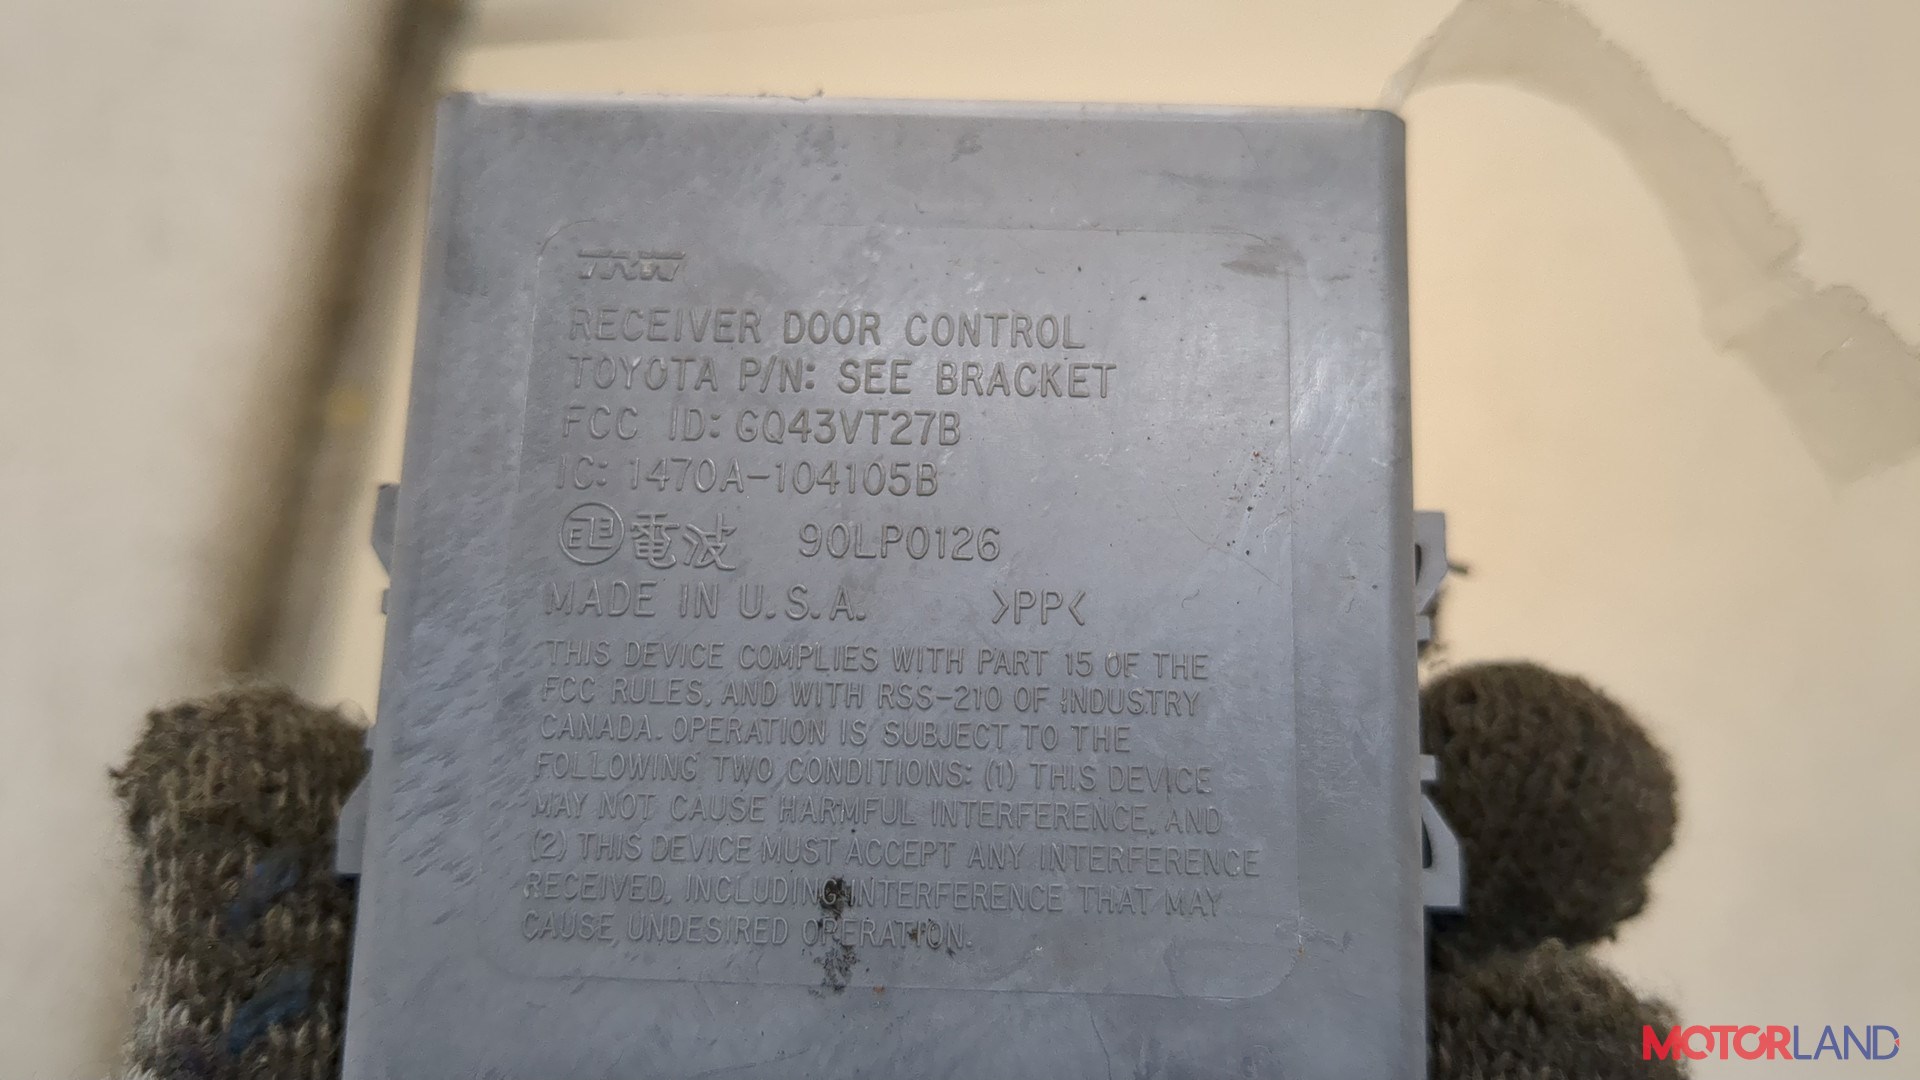 TRW
RECEIVER DOOR CONTROL
TOYOTA P/N: SEE BRACKET
FCC ID: GQ43VT27B
IC: 1470A-104105B
電波 90LP0126
MADE IN U.S.A. >PP<
THIS DEVICE COMPLIES WITH PART 15 OF THE
FCC RULES, AND WITH RSS-210 OF INDUSTRY
CANADA. OPERATION IS SUBJECT TO THE
FOLLOWING TWO CONDITIONS: (1) THIS DEVICE
MAY NOT CAUSE HARMFUL INTERFERENCE, AND
(2) THIS DEVICE MUST ACCEPT ANY INTERFERENCE
RECEIVED, INCLUDING INTERFERENCE THAT MAY
CAUSE UNDESIRED OPERATION.
MOTORLAND